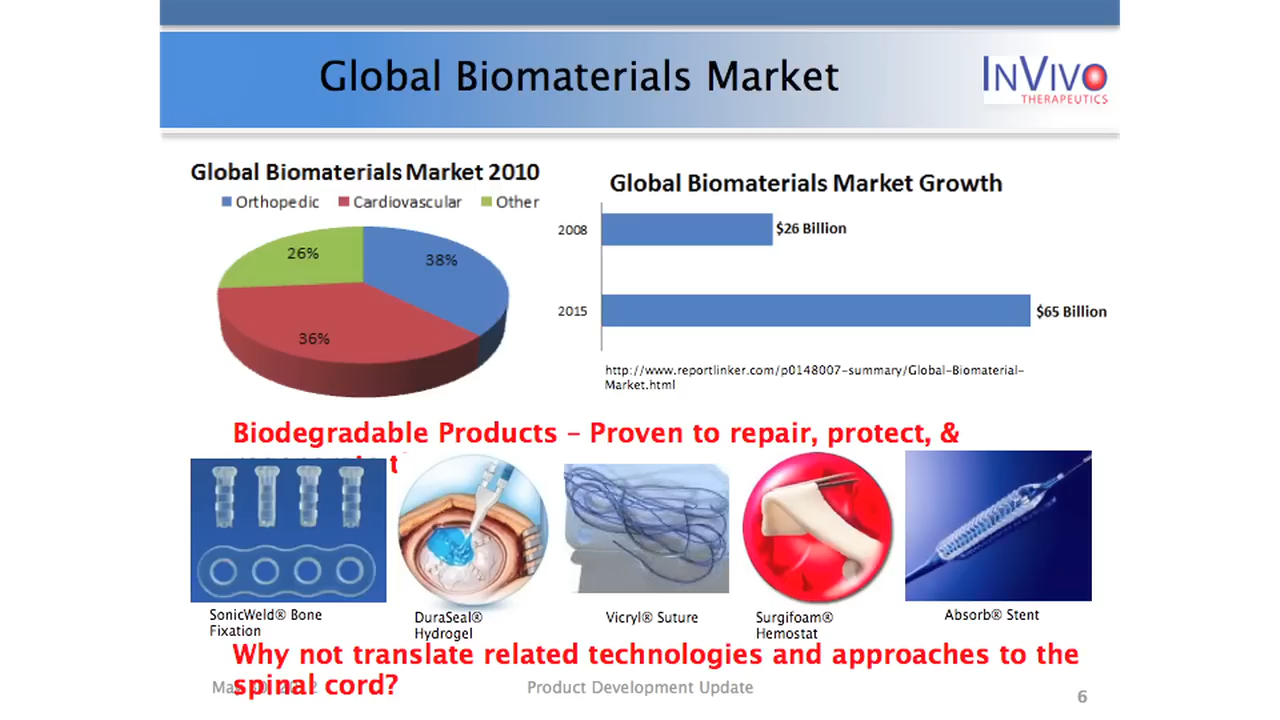 Global Biomaterials Market
INVIVO
THERAPEUTICS
Global Biomaterials Market 2010
Orthopedic Cardiovascular Other
26%
38%
36%
Global Biomaterials Market Growth
2008 $26 Billion
2015 $65 Billion
http://www.reportlinker.com/p0148007-summary/Global-Biomaterial-
Market.html
Biodegradable Products – Proven to repair, protect, &
SonicWeld® Bone
Fixation
DuraSeal®
Hydrogel
Vicryl® Suture
Surgifoam®
Hemostat
Absorb® Stent
Why not translate related technologies and approaches to the
spinal cord?
Product Development Update
6